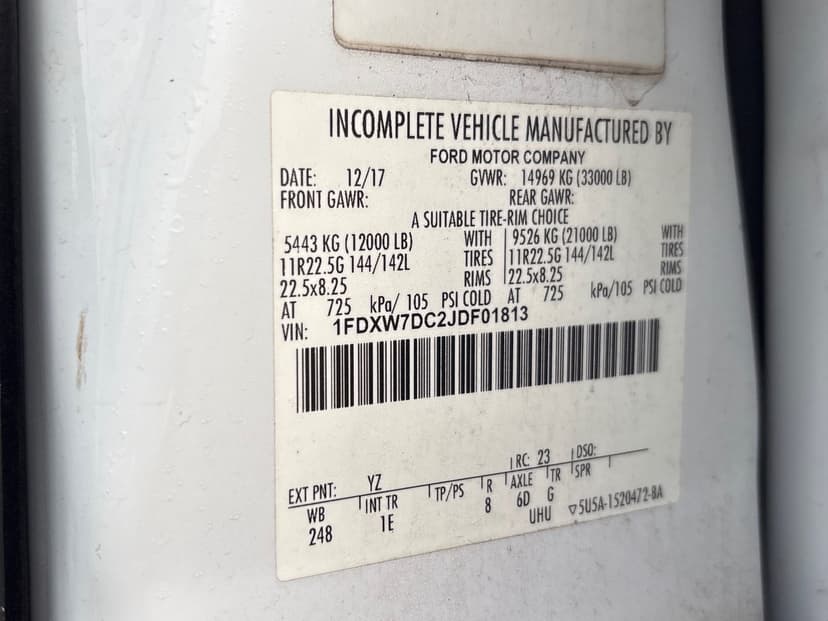 INCOMPLETE VEHICLE MANUFACTURED BY
FORD MOTOR COMPANY
DATE: 12/17 GVWR: 14969 KG (33000 LB)
FRONT GAWR: REAR GAWR:
A SUITABLE TIRE-RIM CHOICE
5443 KG (12000 LB) WITH 9526 KG (21000 LB) WITH
11R22.5G 144/142L TIRES 11R22.5G 144/142L TIRES
22.5x8.25 RIMS 22.5x8.25 RIMS
AT 725 kPa/ 105 PSI COLD AT 725 kPa/105 PSI COLD
VIN: 1FDXW7DC2JDF01813
EXT PNT: YZ RC: 23 DSO:
WB INT TR TP/PS R AXLE TR SPR
248 1E 8 6D G
UHU ▽5U5A-1520472-BA